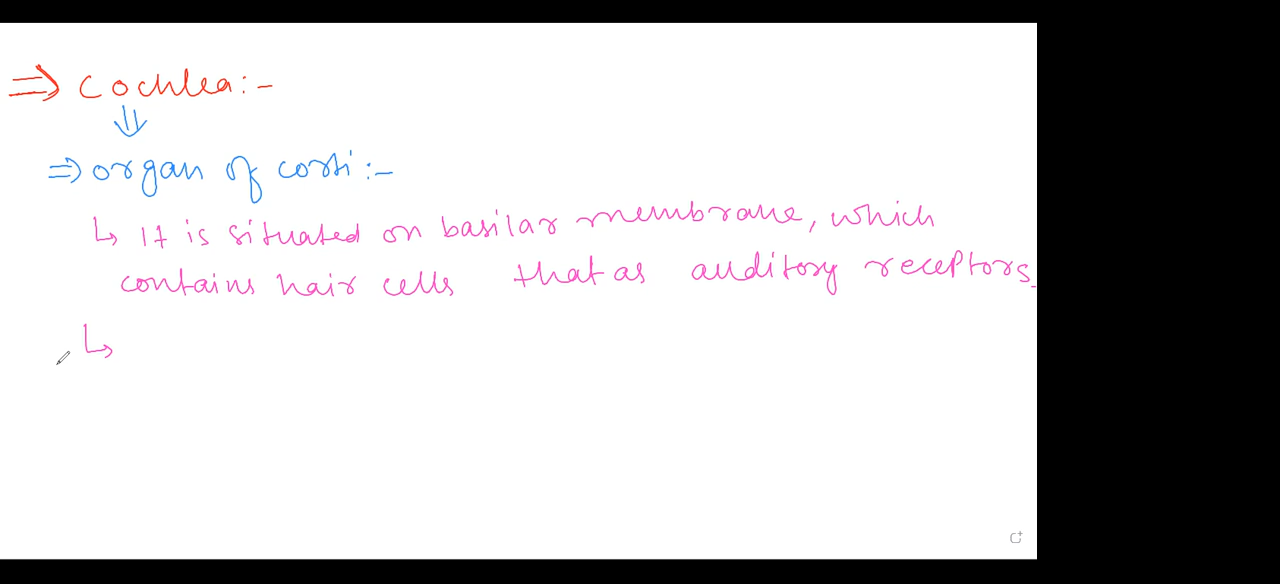 ⇒ Cochlea:-
⇓
⇒ organ of corti :-
↳ It is situated on basilar membrane, which
contains hair cells that as auditory receptors.
↳